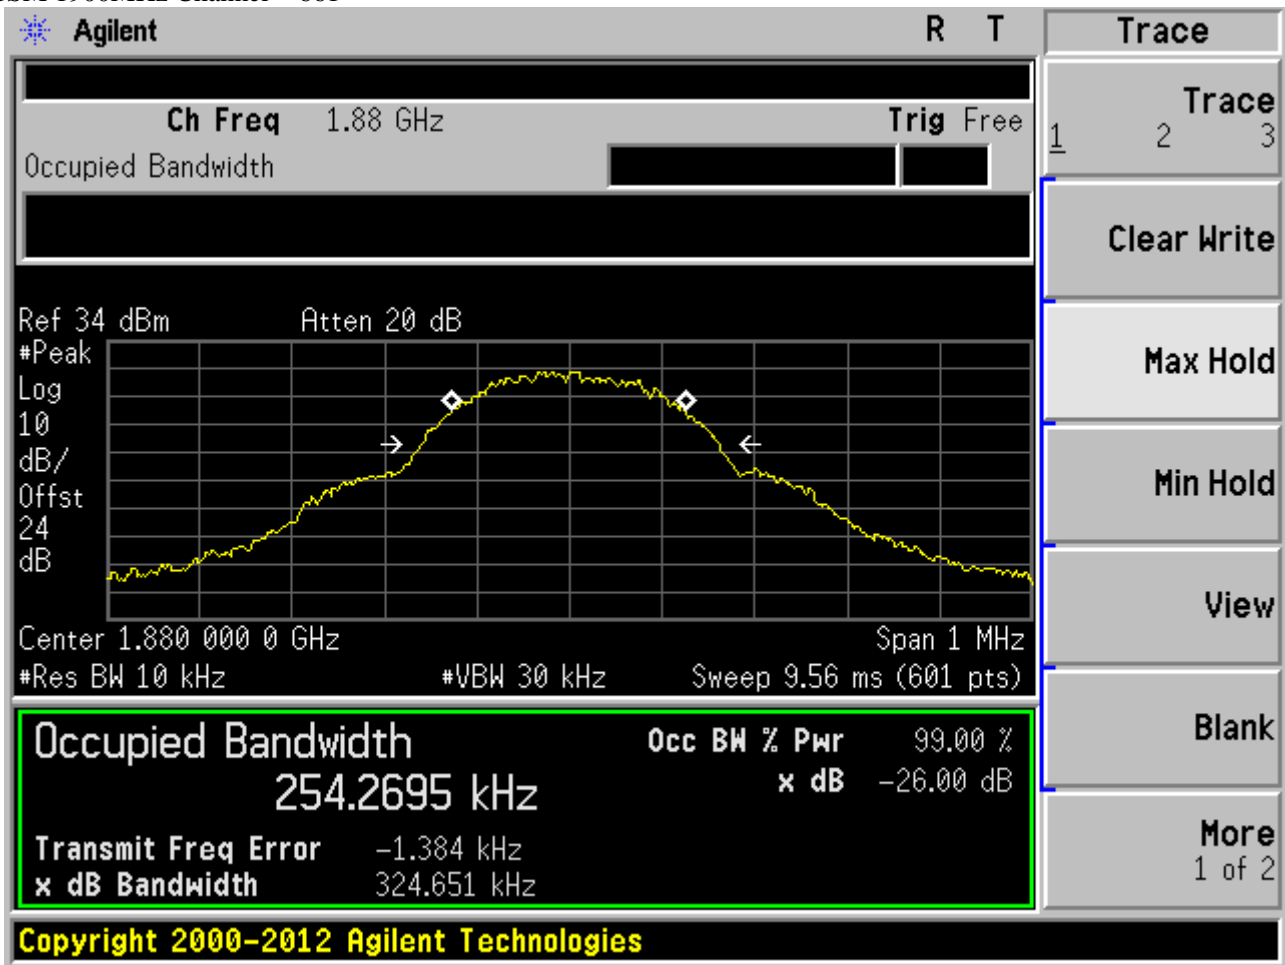 Agilent R T Trace
Ch Freq 1.88 GHz Trig Free
Occupied Bandwidth
Trace
1 2 3
Clear Write
Max Hold
Min Hold
View
Blank
More
1 of 2
Ref 34 dBm Atten 20 dB
#Peak
Log
10
dB/
Offst
24
dB
Center 1.880 000 0 GHz Span 1 MHz
#Res BW 10 kHz #VBW 30 kHz Sweep 9.56 ms (601 pts)
Occupied Bandwidth Occ BW % Pwr 99.00 %
254.2695 kHz x dB -26.00 dB
Transmit Freq Error -1.384 kHz
x dB Bandwidth 324.651 kHz
Copyright 2000-2012 Agilent Technologies